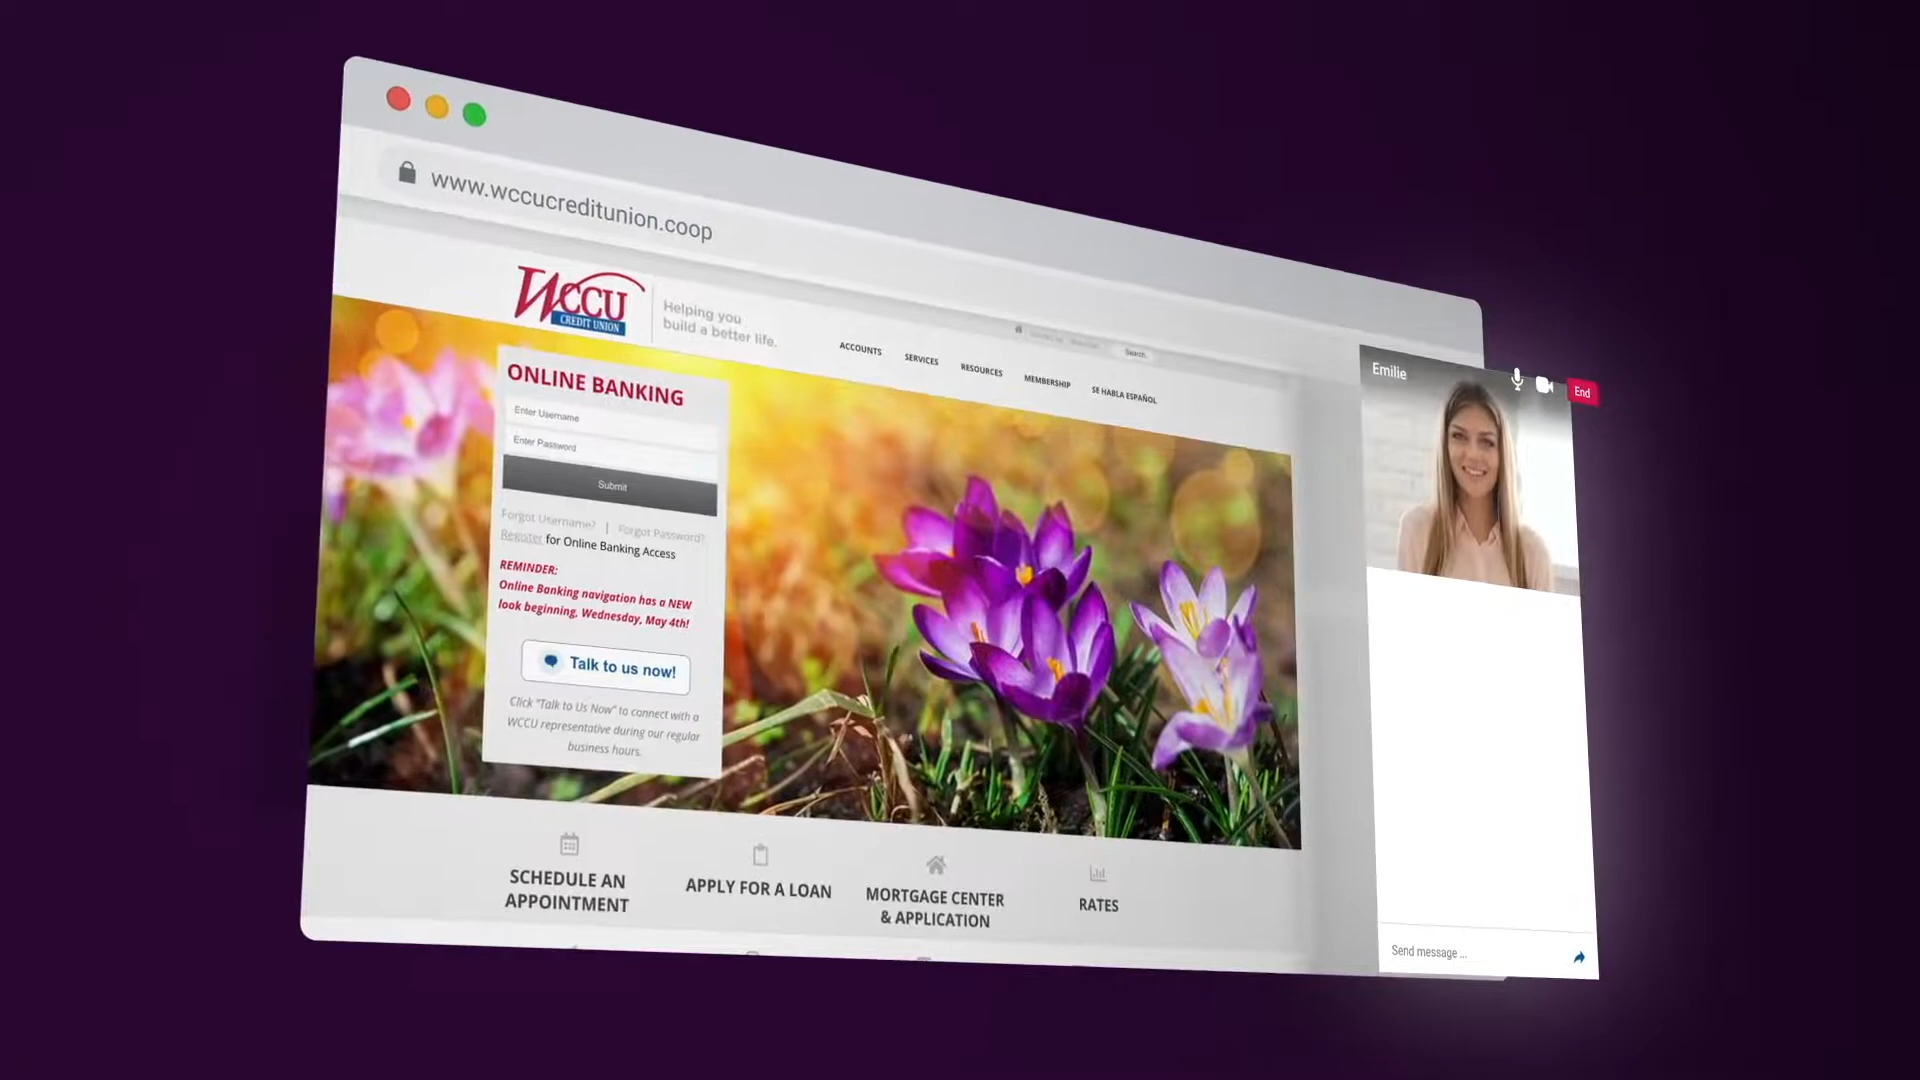 www.wccucreditunion.coop
WCCU
CREDIT UNION
Helping you
build a better life.
Search
ACCOUNTS
SERVICES
RESOURCES
MEMBERSHIP
SE HABLA ESPAÑOL
ONLINE BANKING
Enter Username
Enter Password
Submit
Forgot Username? | Forgot Password?
Register for Online Banking Access
REMINDER:
Online Banking navigation has a NEW
look beginning, Wednesday, May 4th!
Talk to us now!
Click "Talk to Us Now" to connect with a
WCCU representative during our regular
business hours.
SCHEDULE AN
APPOINTMENT
APPLY FOR A LOAN
MORTGAGE CENTER
& APPLICATION
RATES
Emilie
End
Send message ...